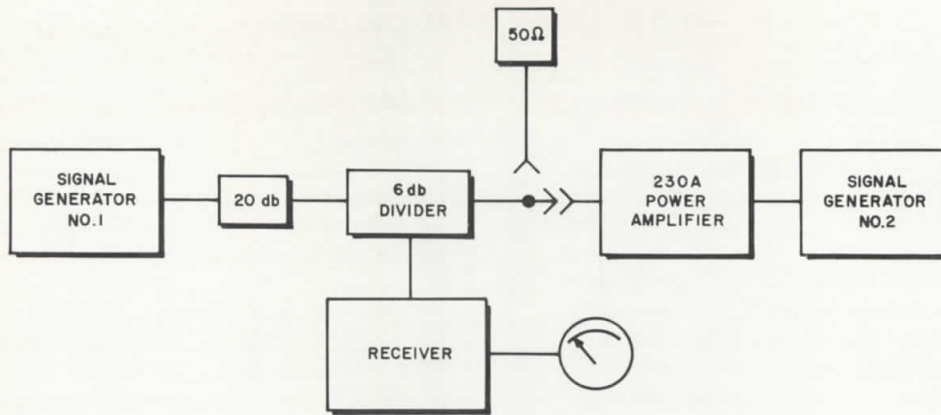 50Ω
SIGNAL
GENERATOR
NO.1
20 db
6 db
DIVIDER
230A
POWER
AMPLIFIER
SIGNAL
GENERATOR
NO.2
RECEIVER